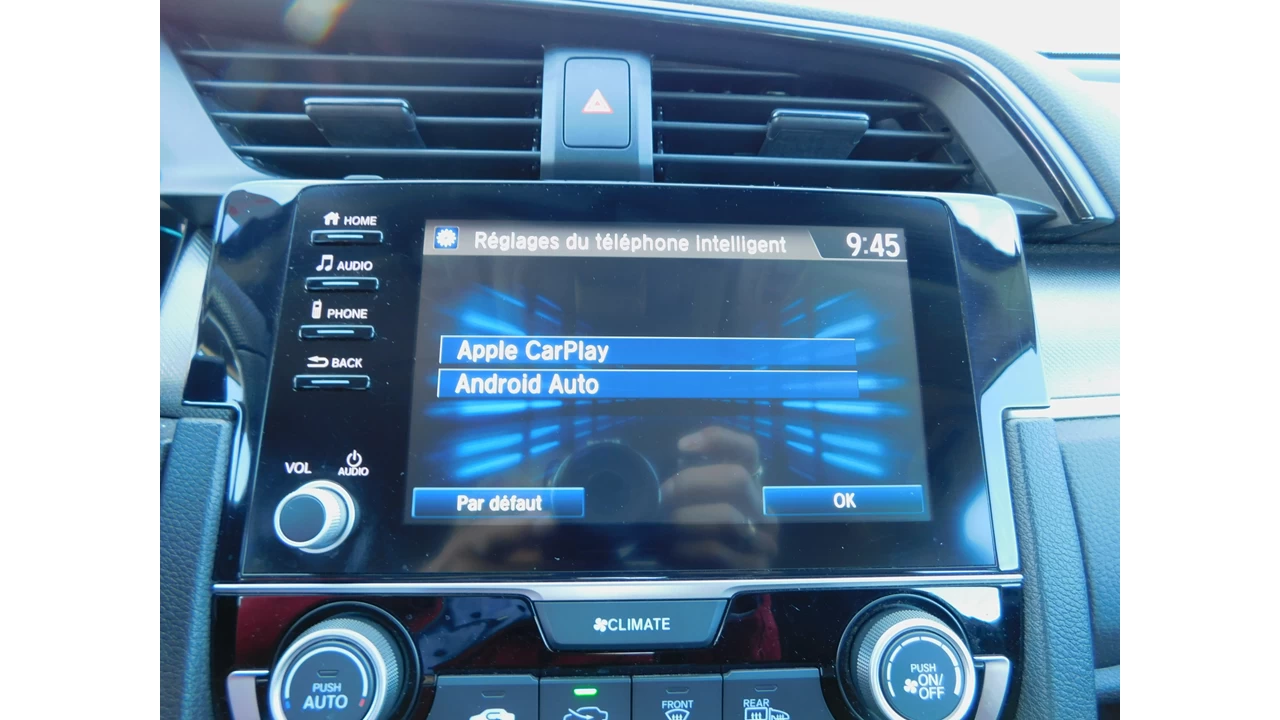 HOME
Réglages du téléphone intelligent 9:45
AUDIO
PHONE
Apple CarPlay
BACK
Android Auto
VOL
AUDIO
Par défaut
OK
CLIMATE
PUSH
AUTO
PUSH
ON/
OFF
FRONT
REAR